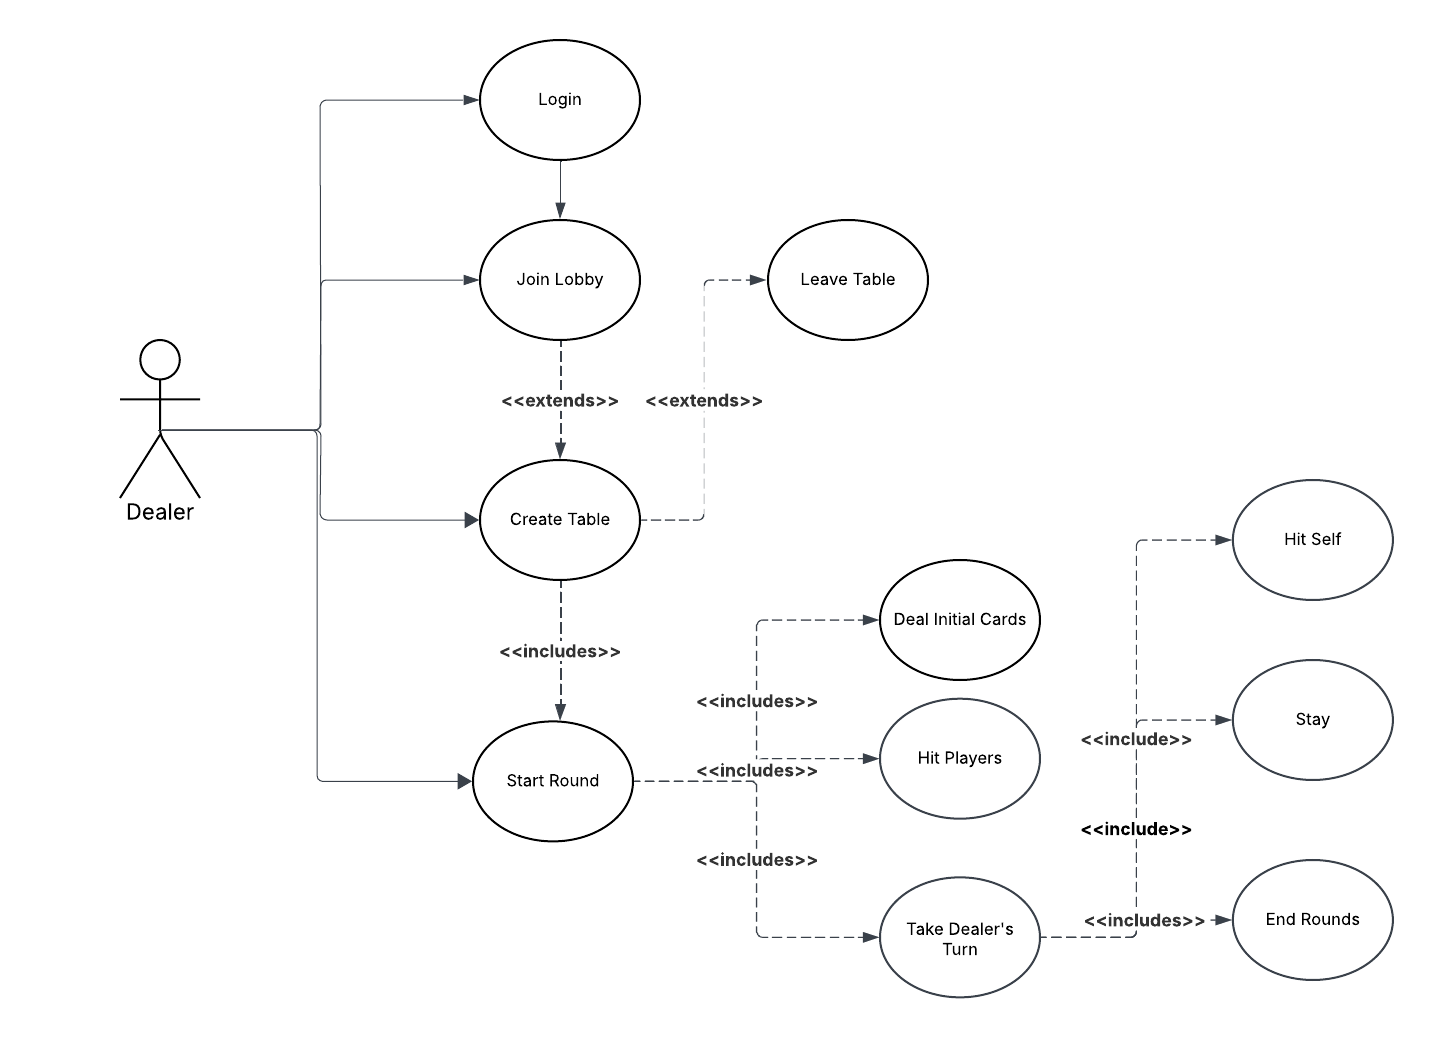 Login
Join Lobby
Leave Table
<<extends>>
<<extends>>
Dealer
Create Table
Hit Self
Deal Initial Cards
<<includes>>
<<includes>>
Stay
<<include>>
Hit Players
<<includes>>
Start Round
<<include>>
<<includes>>
Take Dealer's
Turn
<<includes>>
End Rounds